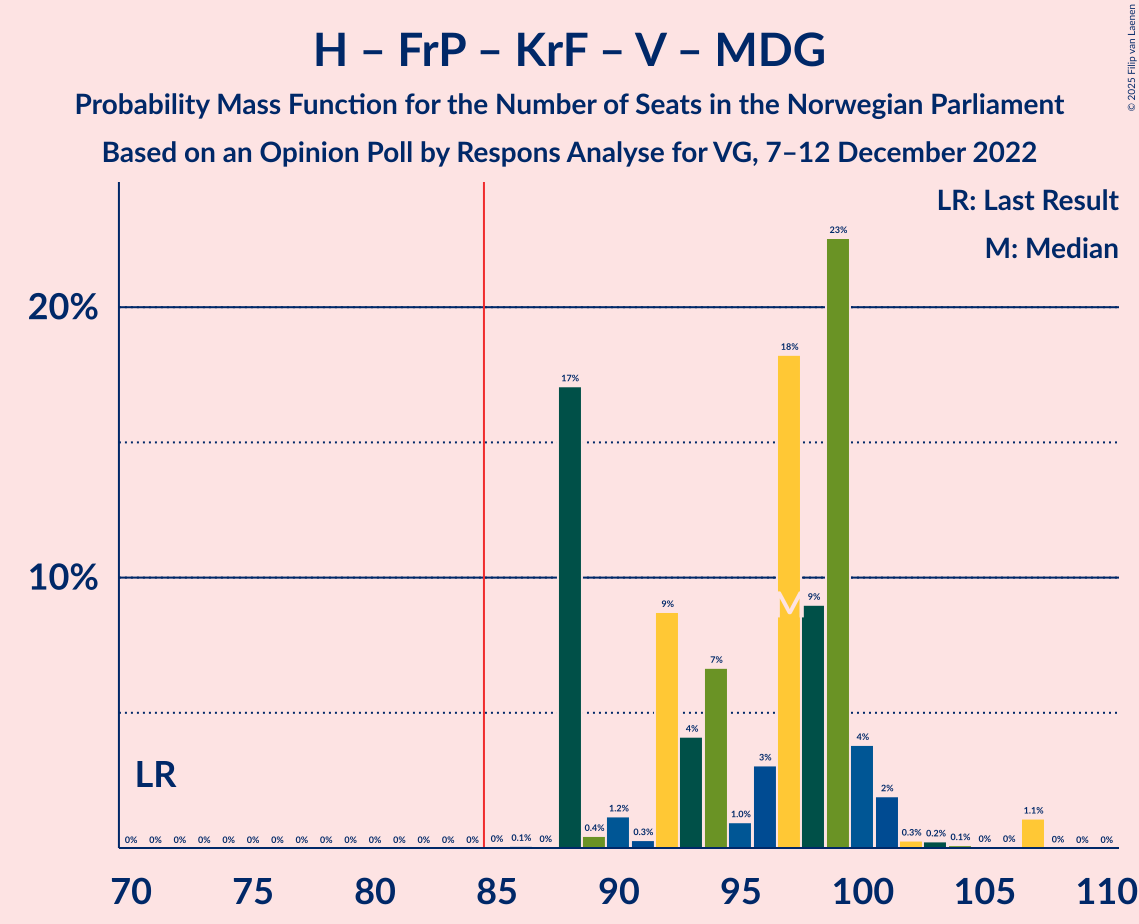 H – FrP – KrF – V – MDG
Probability Mass Function for the Number of Seats in the Norwegian Parliament
Based on an Opinion Poll by Respons Analyse for VG, 7–12 December 2022
© 2025 Filip van Laenen
LR: Last Result
M: Median
20%
10%
LR
M
0% 0% 0% 0% 0% 0% 0% 0% 0% 0% 0% 0% 0% 0% 0% 0% 0.1% 0% 17% 0.4% 1.2% 0.3% 9% 4% 7% 1.0% 3% 18% 9% 23% 4% 2% 0.3% 0.2% 0.1% 0% 0% 1.1% 0% 0% 0%
70 75 80 85 90 95 100 105 110